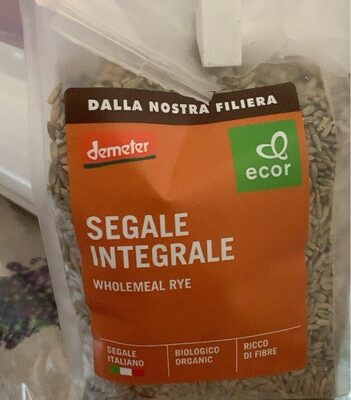 DALLA NOSTRA FILIERA
demeter
ecor
SEGALE
INTEGRALE
WHOLEMEAL RYE
SEGALE
ITALIANO
BIOLOGICO
ORGANIC
RICCO
DI FIBRE